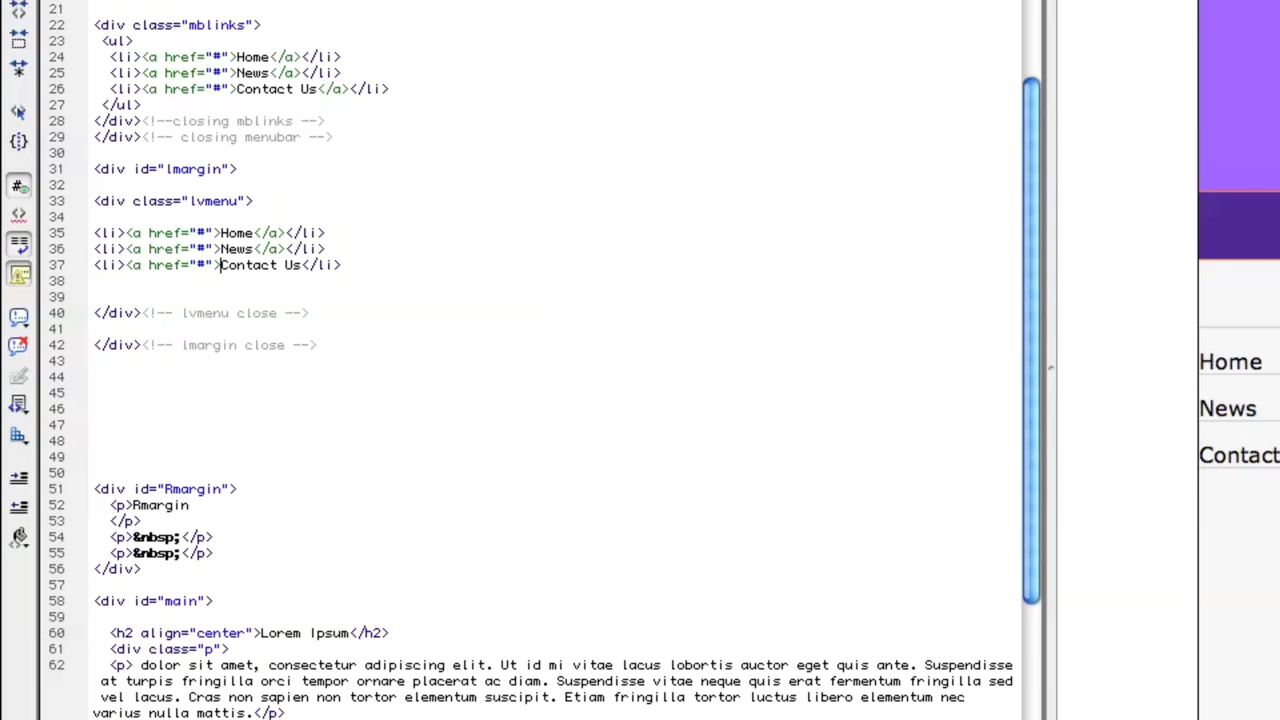 21
22 <div class="mblinks">
23 <ul>
24 <li><a href="#">Home</a></li>
25 <li><a href="#">News</a></li>
26 <li><a href="#">Contact Us</a></li>
27 </ul>
28 </div><!--closing mblinks -->
29 </div><!-- closing menubar -->
30
31 <div id="lmargin">
32
33 <div class="lvmenu">
34
35 <li><a href="#">Home</a></li>
36 <li><a href="#">News</a></li>
37 <li><a href="#">Contact Us</li>
38
39
40 </div><!-- lvmenu close -->
41
42 </div><!-- lmargin close -->
43
44
45
46
47
48
49
50
51 <div id="Rmargin">
52 <p>Rmargin
53 </p>
54 <p>&nbsp;</p>
55 <p>&nbsp;</p>
56 </div>
57
58 <div id="main">
59
60 <h2 align="center">Lorem Ipsum</h2>
61 <div class="p">
62 <p> dolor sit amet, consectetur adipiscing elit. Ut id mi vitae lacus lobortis auctor eget quis ante. Suspendisse
at turpis fringilla orci tempor ornare placerat ac diam. Suspendisse vitae neque quis erat fermentum fringilla sed
vel lacus. Cras non sapien non tortor elementum suscipit. Etiam fringilla tortor luctus libero elementum nec
varius nulla mattis.</p>
Home
News
Contact